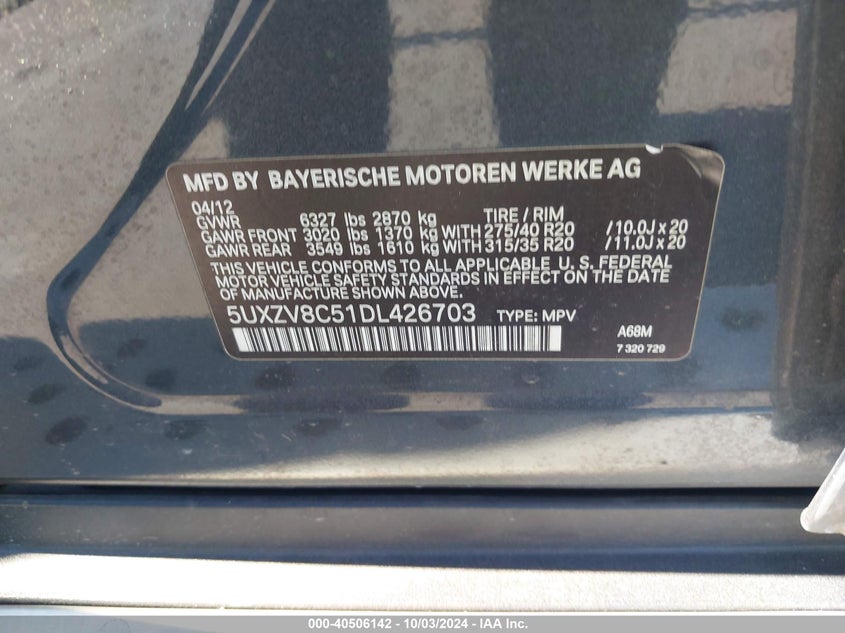 MFD BY BAYERISCHE MOTOREN WERKE AG
04/12
GVWR 6327 lbs 2870 kg TIRE / RIM
GAWR FRONT 3020 lbs 1370 kg WITH 275/40 R20 /10.0J x 20
GAWR REAR 3549 lbs 1610 kg WITH 315/35 R20 /11.0J x 20
THIS VEHICLE CONFORMS TO ALL APPLICABLE U. S. FEDERAL
MOTOR VEHICLE SAFETY STANDARDS IN EFFECT ON THE DATE
OF MANUFACTURE SHOWN ABOVE.
5UXZV8C51DL426703 TYPE: MPV
A68M
7 320 729
000-40506142 - 10/03/2024 - IAA Inc.